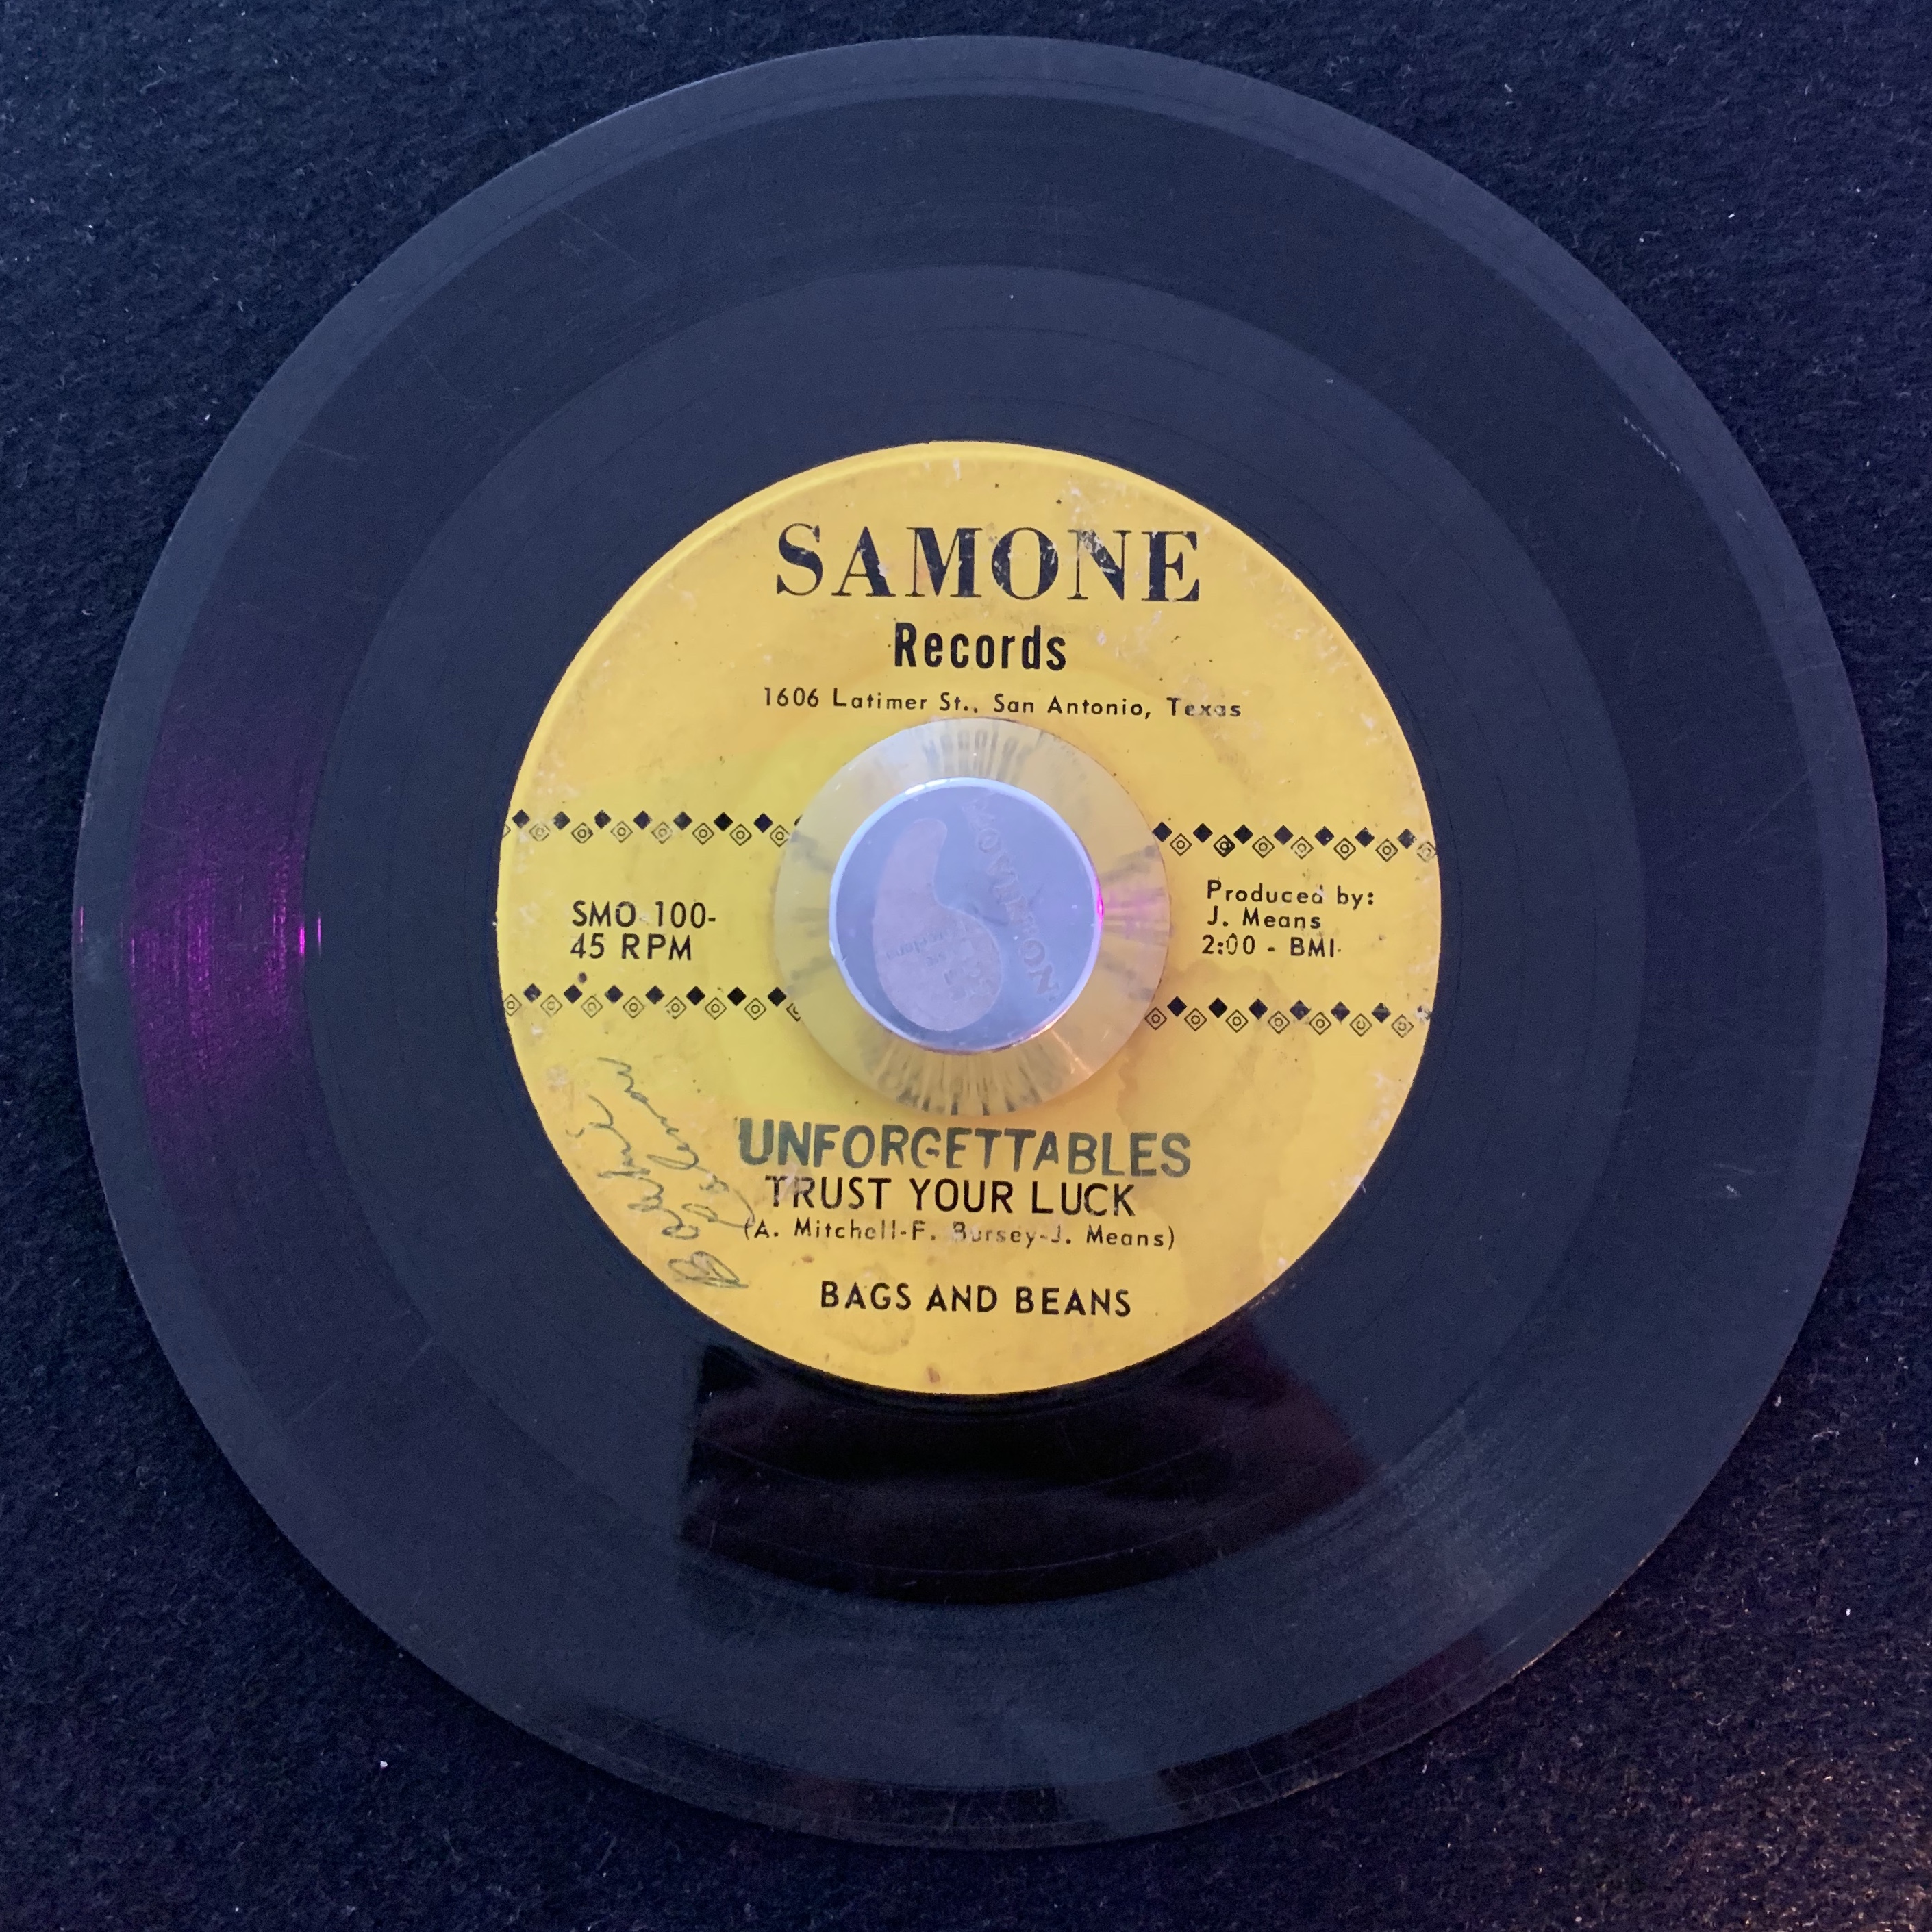 SAMONE
Records
1606 Latimer St., San Antonio, Texas
SMO 100-
45 RPM
Produced by:
J. Means
2:00 - BMI
UNFORGETTABLES
TRUST YOUR LUCK
(A. Mitchell-F. Bursey-J. Means)
BAGS AND BEANS